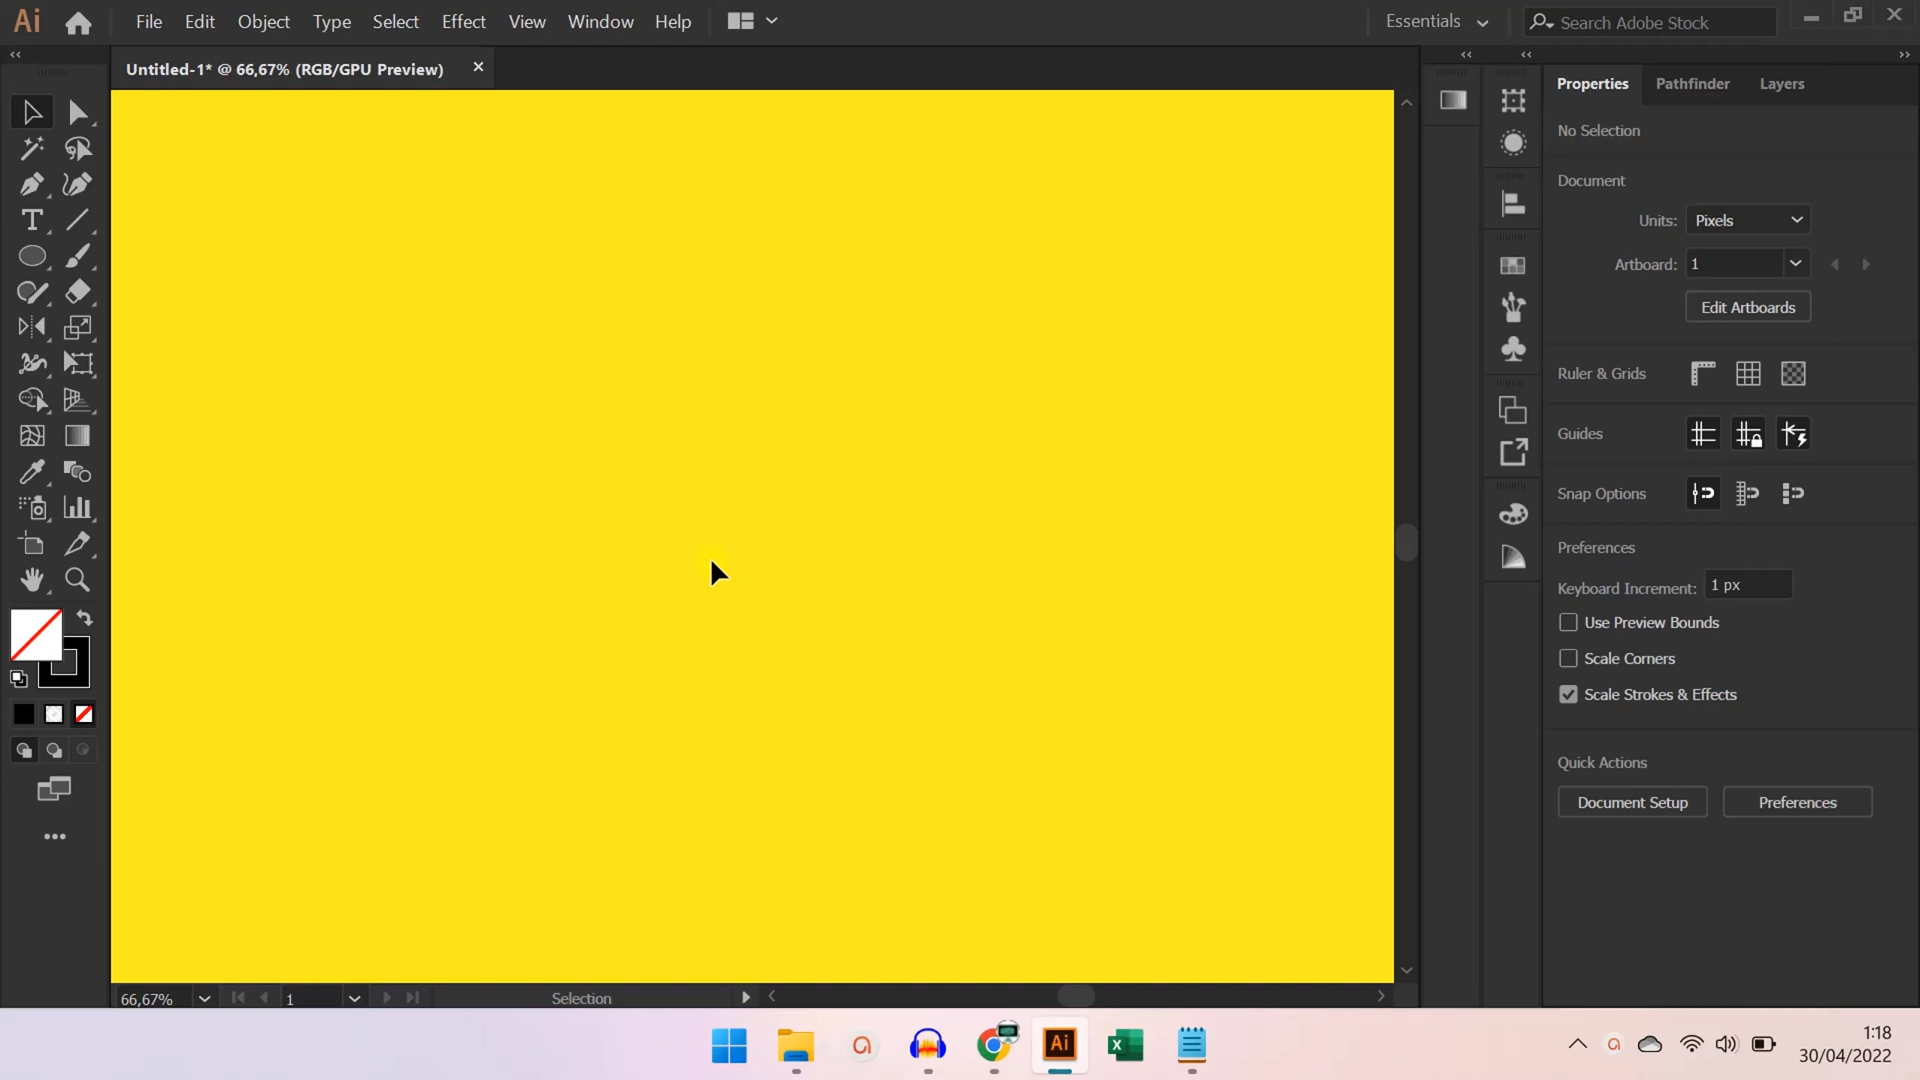 Ai File Edit Object Type Select Effect View Window Help Essentials Search Adobe Stock
Untitled-1* @ 66,67% (RGB/GPU Preview)
Properties Pathfinder Layers
No Selection
Document
Units: Pixels
Artboard: 1
Edit Artboards
Ruler & Grids
Guides
Snap Options
Preferences
Keyboard Increment: 1 px
Use Preview Bounds
Scale Corners
Scale Strokes & Effects
Quick Actions
Document Setup Preferences
66,67% 1 Selection
Ai
1:18
30/04/2022